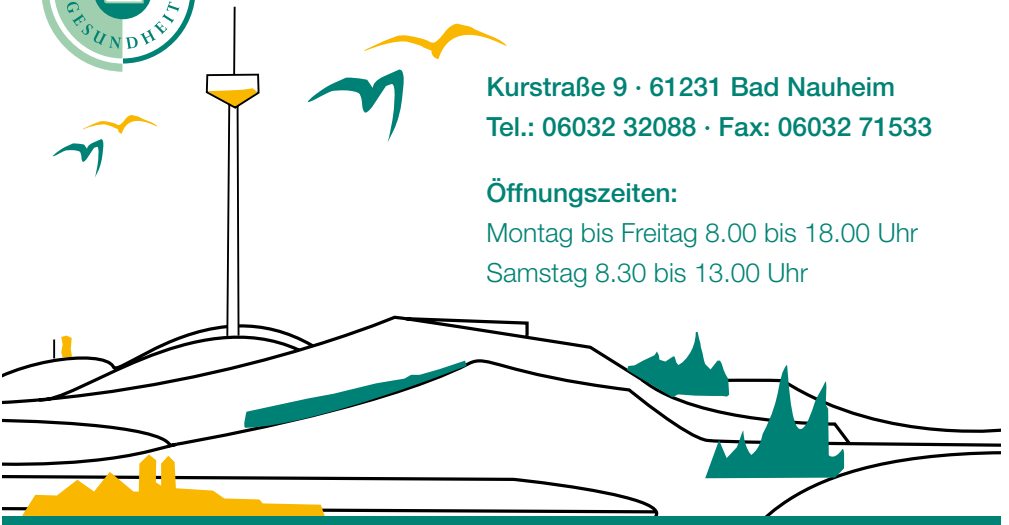 GESUNDHEIT
Kurstraße 9 · 61231 Bad Nauheim
Tel.: 06032 32088 · Fax: 06032 71533
Öffnungszeiten:
Montag bis Freitag 8.00 bis 18.00 Uhr
Samstag 8.30 bis 13.00 Uhr